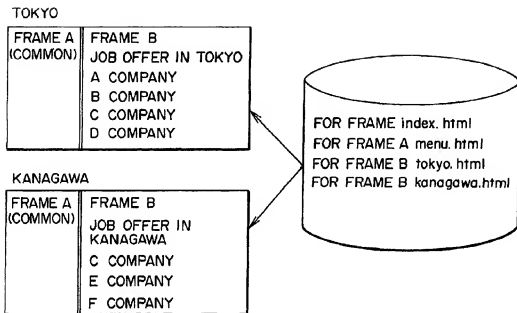 TOKYO
FRAME A
(COMMON)
FRAME B
JOB OFFER IN TOKYO
A COMPANY
B COMPANY
C COMPANY
D COMPANY
KANAGAWA
FRAME A
(COMMON)
FRAME B
JOB OFFER IN
KANAGAWA
C COMPANY
E COMPANY
F COMPANY
FOR FRAME index.html
FOR FRAME A menu.html
FOR FRAME B tokyo.html
FOR FRAME B kanagawa.html